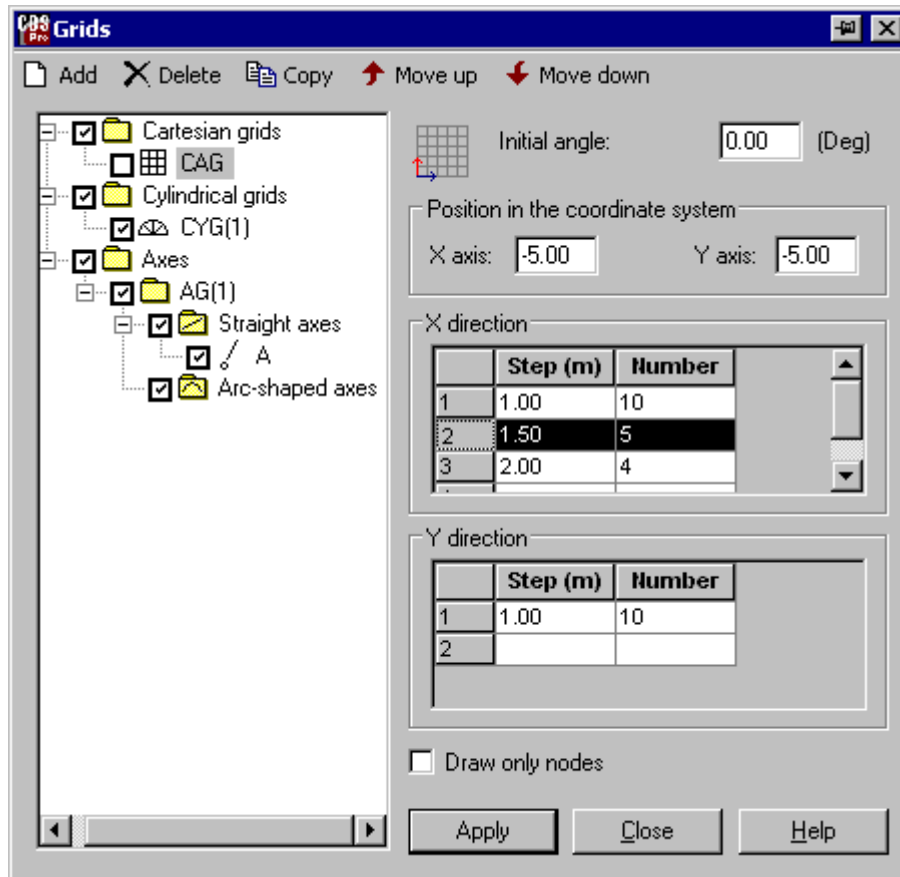 CDS Pro Grids
Add Delete Copy Move up Move down
Cartesian grids
CAG
Cylindrical grids
CYG(1)
Axes
AG(1)
Straight axes
A
Arc-shaped axes
Initial angle: 0.00 (Deg)
Position in the coordinate system
X axis: -5.00 Y axis: -5.00
X direction
Step (m) Number
1 1.00 10
2 1.50 5
3 2.00 4
Y direction
Step (m) Number
1 1.00 10
2
Draw only nodes
Apply Close Help